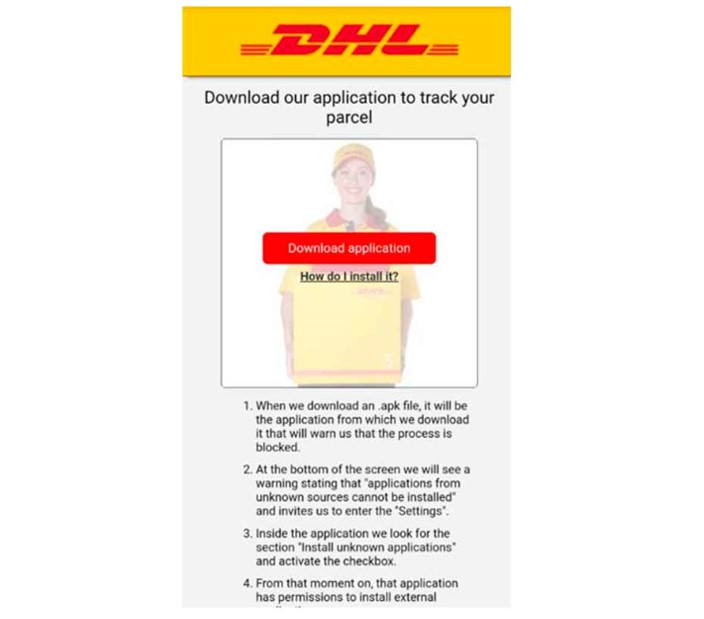 DHL
Download our application to track your
parcel
Download application
How do I install it?
1. When we download an .apk file, it will be
the application from which we download
it that will warn us that the process is
blocked.
2. At the bottom of the screen we will see a
warning stating that "applications from
unknown sources cannot be installed"
and invites us to enter the "Settings".
3. Inside the application we look for the
section "Install unknown applications"
and activate the checkbox.
4. From that moment on, that application
has permissions to install external